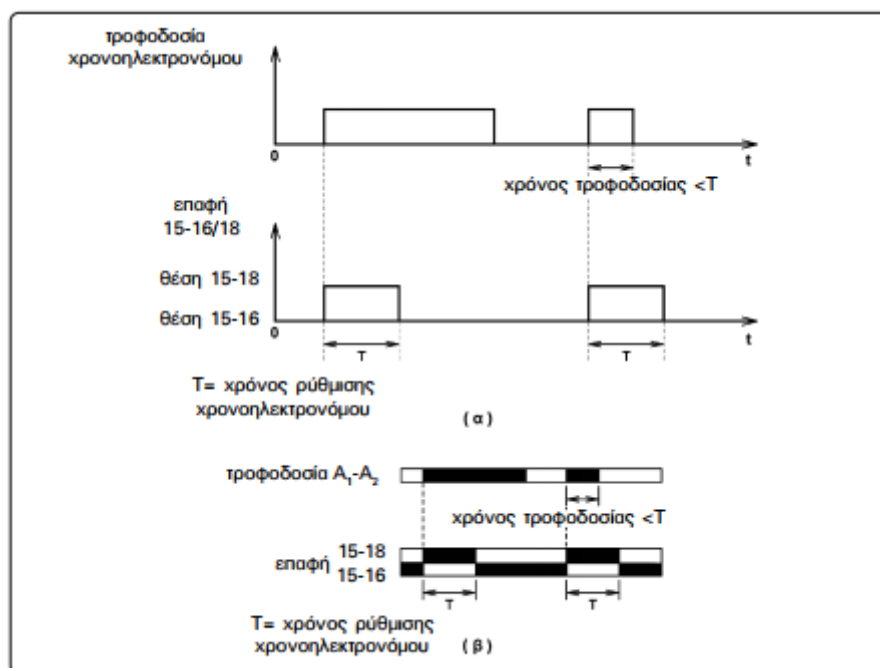 τροφοδοσία
χρονοηλεκτρονόμου
0
t
χρόνος τροφοδοσίας <T
επαφή
15-16/18
θέση 15-18
θέση 15-16
0
t
T
T
T= χρόνος ρύθμισης
χρονοηλεκτρονόμου
(α)
τροφοδοσία A₁-A₂
χρόνος τροφοδοσίας <T
επαφή
15-18
15-16
T
T
T= χρόνος ρύθμισης
χρονοηλεκτρονόμου
(β)